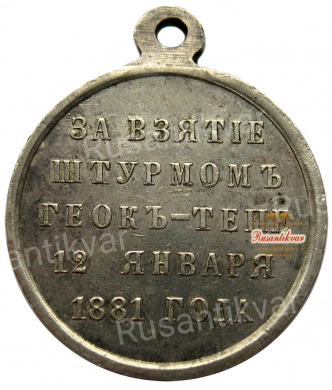 ЗА ВЗЯТІЕ
ШТУРМОМЪ
ГЕОКЪ-ТЕПЕ
12 ЯНВАРЯ
1881 ГОДА
Rusantikvar